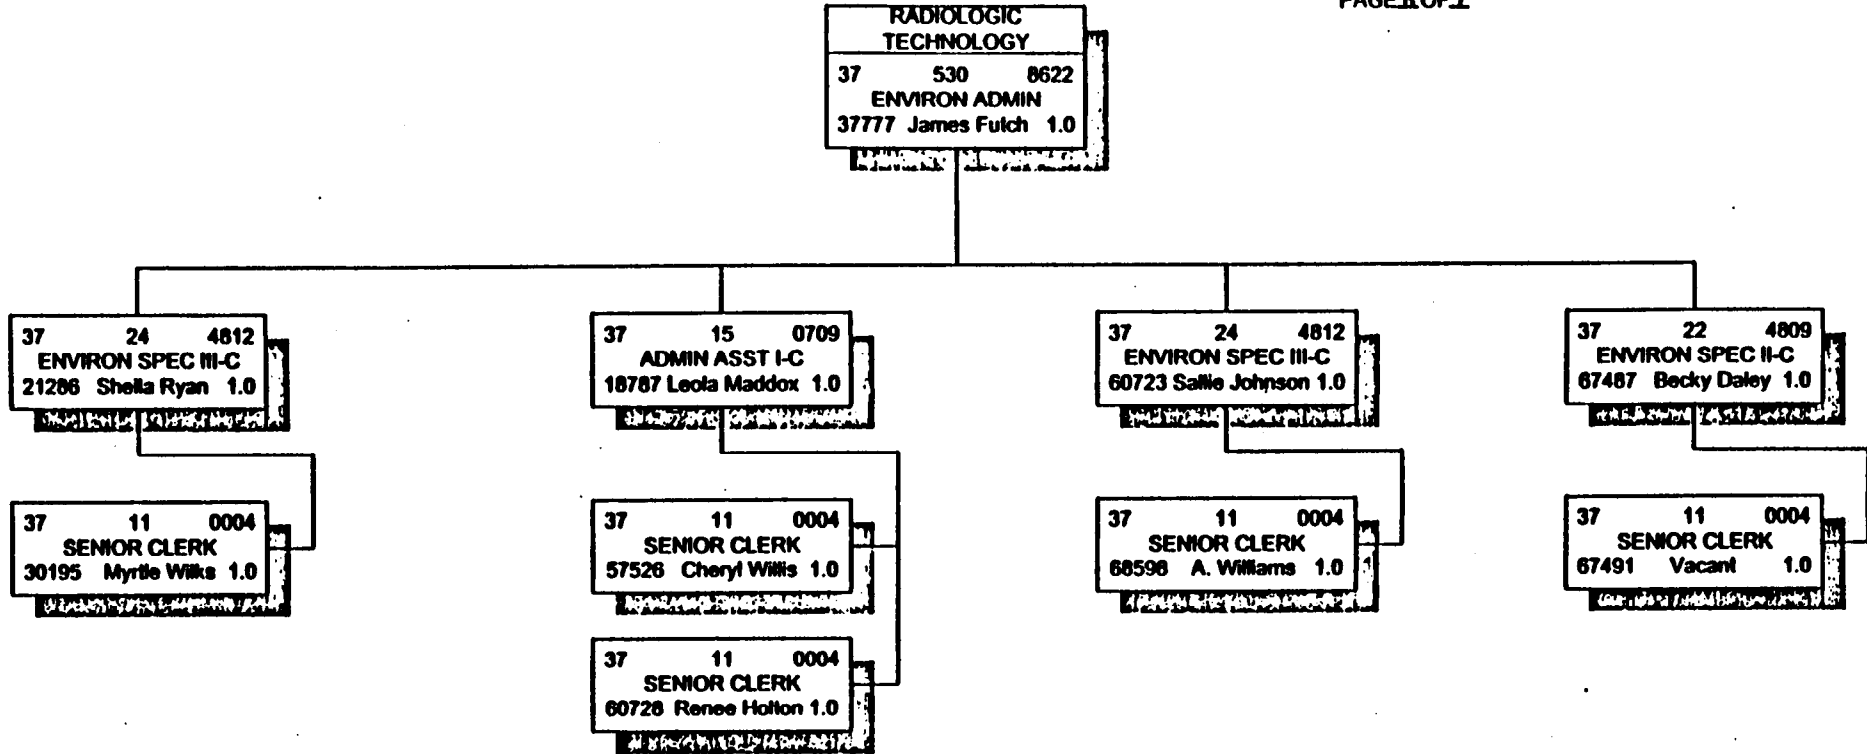 RADIOLOGIC
TECHNOLOGY
37 530 8622
ENVIRON ADMIN
37777 James Futch 1.0
37 24 4812
ENVIRON SPEC III-C
21286 Sheila Ryan 1.0
37 15 0709
ADMIN ASST I-C
18787 Leola Maddox 1.0
37 24 4812
ENVIRON SPEC III-C
60723 Sallie Johnson 1.0
37 22 4809
ENVIRON SPEC II-C
67487 Becky Daley 1.0
37 11 0004
SENIOR CLERK
30195 Myrtle Wilks 1.0
37 11 0004
SENIOR CLERK
57526 Cheryl Willis 1.0
37 11 0004
SENIOR CLERK
68598 A. Williams 1.0
37 11 0004
SENIOR CLERK
67491 Vacant 1.0
37 11 0004
SENIOR CLERK
60728 Renee Holton 1.0